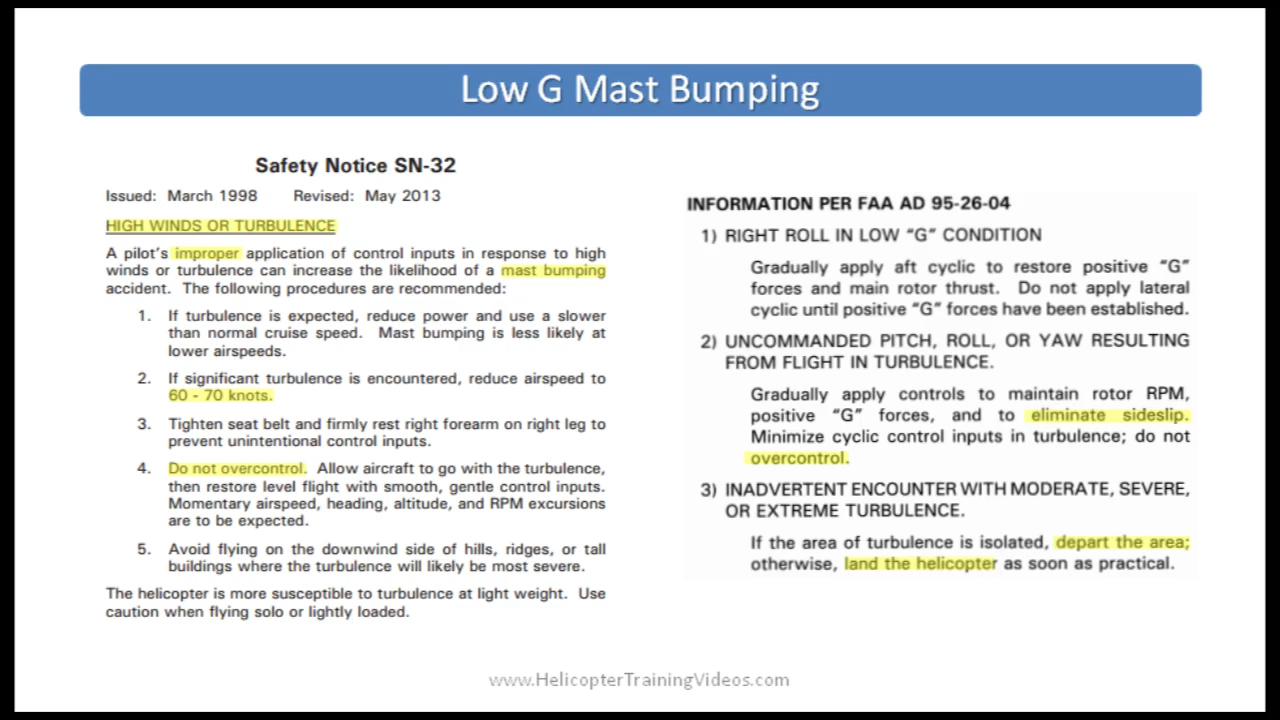 Low G Mast Bumping
Safety Notice SN-32
Issued: March 1998 Revised: May 2013
HIGH WINDS OR TURBULENCE
A pilot's improper application of control inputs in response to high
winds or turbulence can increase the likelihood of a mast bumping
accident. The following procedures are recommended:
1. If turbulence is expected, reduce power and use a slower
than normal cruise speed. Mast bumping is less likely at
lower airspeeds.
2. If significant turbulence is encountered, reduce airspeed to
60 - 70 knots.
3. Tighten seat belt and firmly rest right forearm on right leg to
prevent unintentional control inputs.
4. Do not overcontrol. Allow aircraft to go with the turbulence,
then restore level flight with smooth, gentle control inputs.
Momentary airspeed, heading, altitude, and RPM excursions
are to be expected.
5. Avoid flying on the downwind side of hills, ridges, or tall
buildings where the turbulence will likely be most severe.
The helicopter is more susceptible to turbulence at light weight. Use
caution when flying solo or lightly loaded.
INFORMATION PER FAA AD 95-26-04
1) RIGHT ROLL IN LOW "G" CONDITION
Gradually apply aft cyclic to restore positive "G"
forces and main rotor thrust. Do not apply lateral
cyclic until positive "G" forces have been established.
2) UNCOMMANDED PITCH, ROLL, OR YAW RESULTING
FROM FLIGHT IN TURBULENCE.
Gradually apply controls to maintain rotor RPM,
positive "G" forces, and to eliminate sideslip.
Minimize cyclic control inputs in turbulence; do not
overcontrol.
3) INADVERTENT ENCOUNTER WITH MODERATE, SEVERE,
OR EXTREME TURBULENCE.
If the area of turbulence is isolated, depart the area;
otherwise, land the helicopter as soon as practical.
www.HelicopterTrainingVideos.com